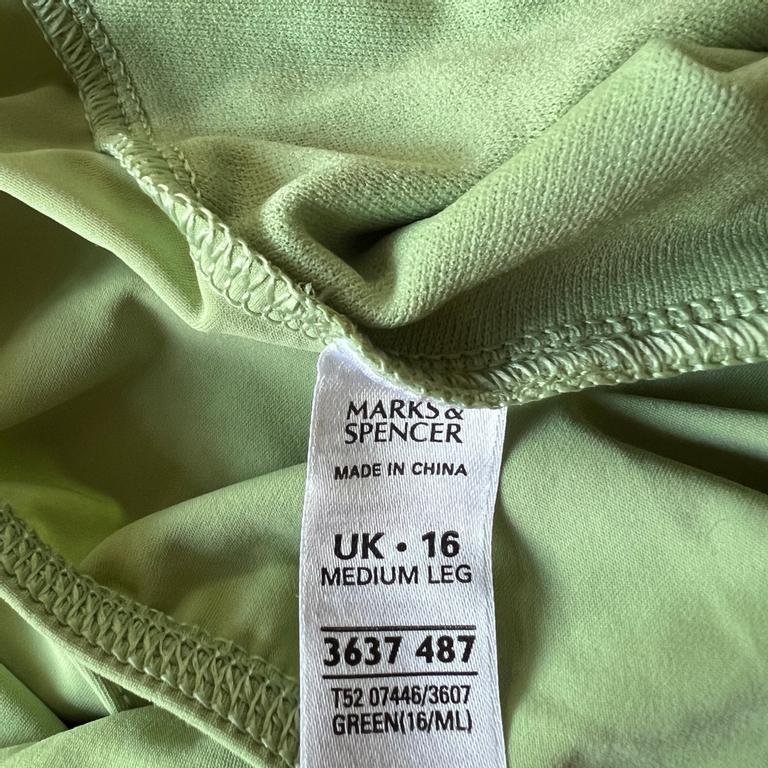 MARKS &
SPENCER
MADE IN CHINA
UK • 16
MEDIUM LEG
3637 487
T52 07446/3607
GREEN(16/ML)